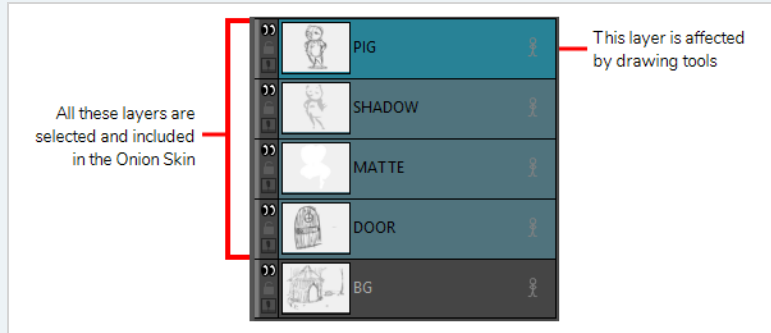 All these layers are
selected and included
in the Onion Skin
PIG
SHADOW
MATTE
DOOR
BG
This layer is affected
by drawing tools